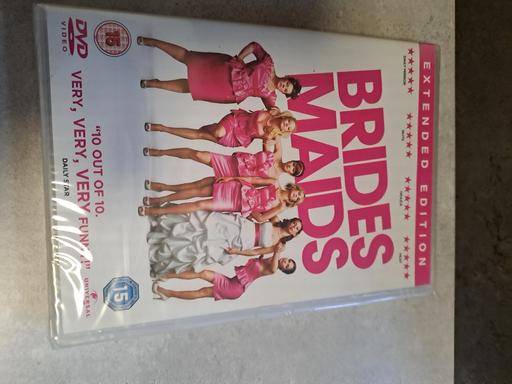 EXTENDED EDITION
BRIDES
MAIDS
"10 OUT OF 10.
VERY, VERY, VERY FUNNY!"
DAILY STAR
DVD
VIDEO
15
15
UNIVERSAL